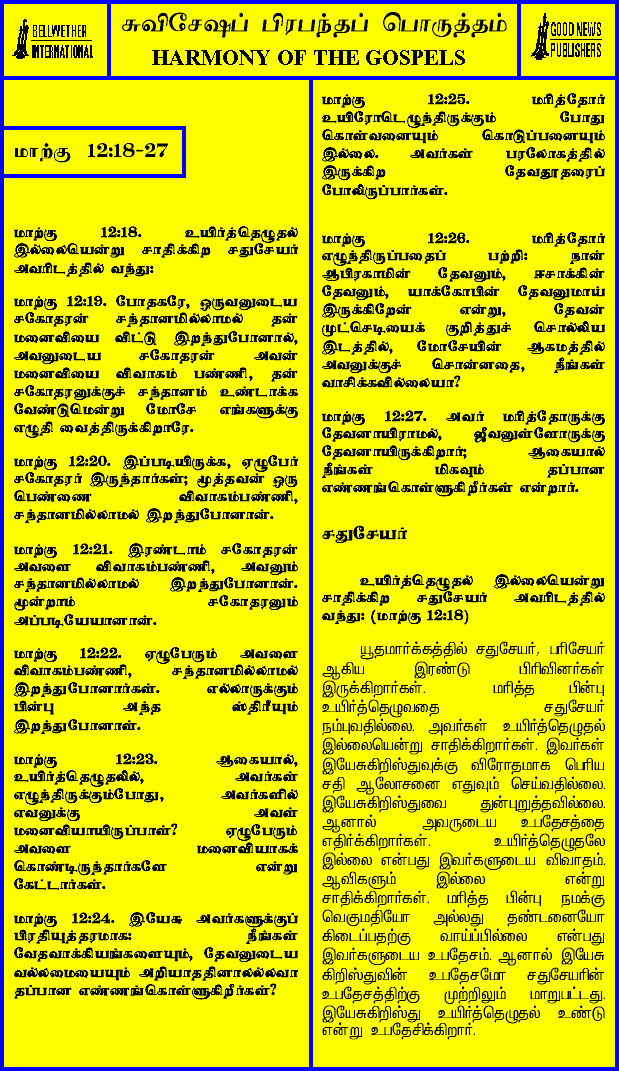 BELLWETHER
INTERNATIONAL
சுவிசேஷப் பிரபந்தப் பொருத்தம்
HARMONY OF THE GOSPELS
GOOD NEWS
PUBLISHERS
மாற்கு 12:18-27
மாற்கு 12:18. உயிர்த்தெழுதல்
இல்லையென்று சாதிக்கிற சதுசேயர்
அவரிடத்தில் வந்து:
மாற்கு 12:19. போதகரே, ஒருவனுடைய
சகோதரன் சந்தானமில்லாமல் தன்
மனைவியை விட்டு இறந்துபோனால்,
அவனுடைய சகோதரன் அவன்
மனைவியை விவாகம் பண்ணி, தன்
சகோதரனுக்குச் சந்தானம் உண்டாக்க
வேண்டுமென்று மோசே எங்களுக்கு
எழுதி வைத்திருக்கிறாரே.
மாற்கு 12:20. இப்படியிருக்க, ஏழுபேர்
சகோதரர் இருந்தார்கள்; மூத்தவன் ஒரு
பெண்ணை விவாகம்பண்ணி,
சந்தானமில்லாமல் இறந்துபோனான்.
மாற்கு 12:21. இரண்டாம் சகோதரன்
அவளை விவாகம்பண்ணி, அவனும்
சந்தானமில்லாமல் இறந்துபோனான்.
மூன்றாம் சகோதரனும்
அப்படியேயானான்.
மாற்கு 12:22. ஏழுபேரும் அவளை
விவாகம்பண்ணி, சந்தானமில்லாமல்
இறந்துபோனார்கள். எல்லாருக்கும்
பின்பு அந்த ஸ்திரீயும்
இறந்துபோனாள்.
மாற்கு 12:23. ஆகையால்,
உயிர்த்தெழுதலில், அவர்கள்
எழுந்திருக்கும்போது, அவர்களில்
எவனுக்கு அவள்
மனைவியாயிருப்பாள்? ஏழுபேரும்
அவளை மனைவியாகக்
கொண்டிருந்தார்களே என்று
கேட்டார்கள்.
மாற்கு 12:24. இயேசு அவர்களுக்குப்
பிரதியுத்தரமாக: நீங்கள்
வேதவாக்கியங்களையும், தேவனுடைய
வல்லமையையும் அறியாததினாலல்லவா
தப்பான எண்ணங்கொள்ளுகிறீர்கள்?
மாற்கு 12:25. மரித்தோர்
உயிரோடெழுந்திருக்கும் போது
கொள்வனையும் கொடுப்பனையும்
இல்லை. அவர்கள் பரலோகத்தில்
இருக்கிற தேவதூதரைப்
போலிருப்பார்கள்.
மாற்கு 12:26. மரித்தோர்
எழுந்திருப்பதைப் பற்றி: நான்
ஆபிரகாமின் தேவனும், ஈசாக்கின்
தேவனும், யாக்கோபின் தேவனுமாய்
இருக்கிறேன் என்று, தேவன்
முட்செடியைக் குறித்துச் சொல்லிய
இடத்தில், மோசேயின் ஆகமத்தில்
அவனுக்குச் சொன்னதை, நீங்கள்
வாசிக்கவில்லையா?
மாற்கு 12:27. அவர் மரித்தோருக்கு
தேவனாயிராமல், ஜீவனுள்ளோருக்கு
தேவனாயிருக்கிறார்; ஆகையால்
நீங்கள் மிகவும் தப்பான
எண்ணங்கொள்ளுகிறீர்கள் என்றார்.
சதுசேயர்
உயிர்த்தெழுதல் இல்லையென்று
சாதிக்கிற சதுசேயர் அவரிடத்தில்
வந்து: (மாற்கு 12:18)
யூதமார்க்கத்தில் சதுசேயர், பரிசேயர்
ஆகிய இரண்டு பிரிவினர்கள்
இருக்கிறார்கள். மரித்த பின்பு
உயிர்த்தெழுவதை சதுசேயர்
நம்புவதில்லை. அவர்கள் உயிர்த்தெழுதல்
இல்லையென்று சாதிக்கிறார்கள். இவர்கள்
இயேசுகிறிஸ்துவுக்கு விரோதமாக பெரிய
சதி ஆலோசனை எதுவும் செய்வதில்லை.
இயேசுகிறிஸ்துவை துன்புறுத்தவில்லை.
ஆனால் அவருடைய உபதேசத்தை
எதிர்க்கிறார்கள். உயிர்த்தெழுதலே
இல்லை என்பது இவர்களுடைய விவாதம்.
ஆவிகளும் இல்லை என்று
சாதிக்கிறார்கள். மரித்த பின்பு நமக்கு
வெகுமதியோ அல்லது தண்டனையோ
கிடைப்பதற்கு வாய்ப்பில்லை என்பது
இவர்களுடைய உபதேசம். ஆனால் இயேசு
கிறிஸ்துவின் உபதேசமோ சதுசேயரின்
உபதேசத்திற்கு முற்றிலும் மாறுபட்டது.
இயேசுகிறிஸ்து உயிர்த்தெழுதல் உண்டு
என்று உபதேசிக்கிறார்.